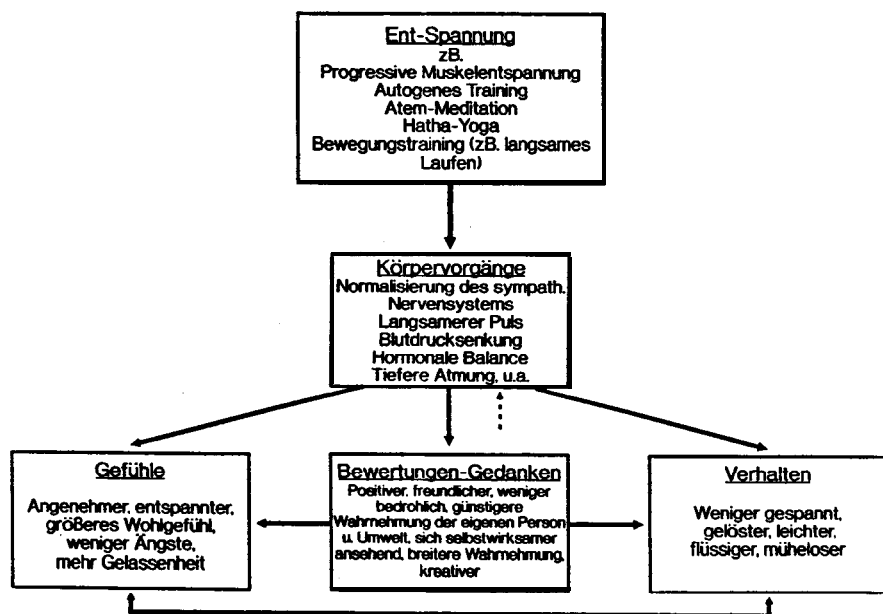 Ent-Spannung
zB.
Progressive Muskelentspannung
Autogenes Training
Atem-Meditation
Hatha-Yoga
Bewegungstraining (zB. langsames
Laufen)
Körpervorgänge
Normalisierung des sympath.
Nervensystems
Langsamerer Puls
Blutdrucksenkung
Hormonale Balance
Tiefere Atmung, u.a.
Gefühle
Angenehmer, entspannter,
größeres Wohlgefühl,
weniger Ängste,
mehr Gelassenheit
Bewertungen-Gedanken
Positiver, freundlicher, weniger
bedrohlich, günstigere
Wahrnehmung der eigenen Person
u. Umwelt, sich selbstwirksamer
ansehend, breitere Wahrnehmung,
kreativer
Verhalten
Weniger gespannt,
gelöster, leichter,
flüssiger, müheloser